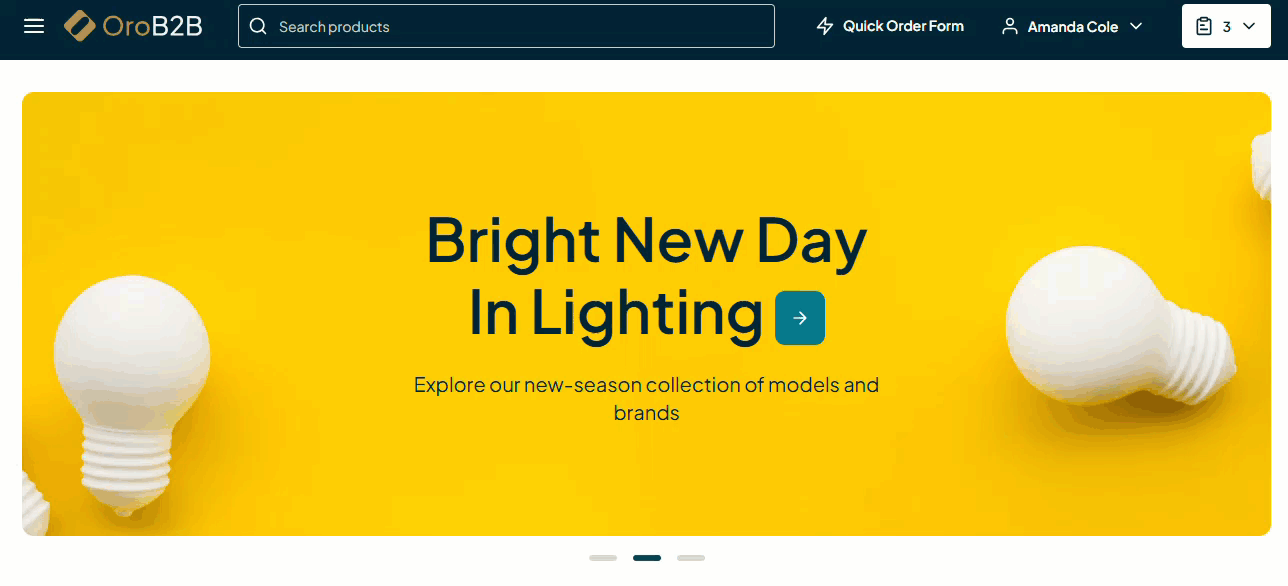 OroB2B
Search products
Quick Order Form
Amanda Cole
3
Bright New Day
In Lighting
Explore our new-season collection of models and
brands